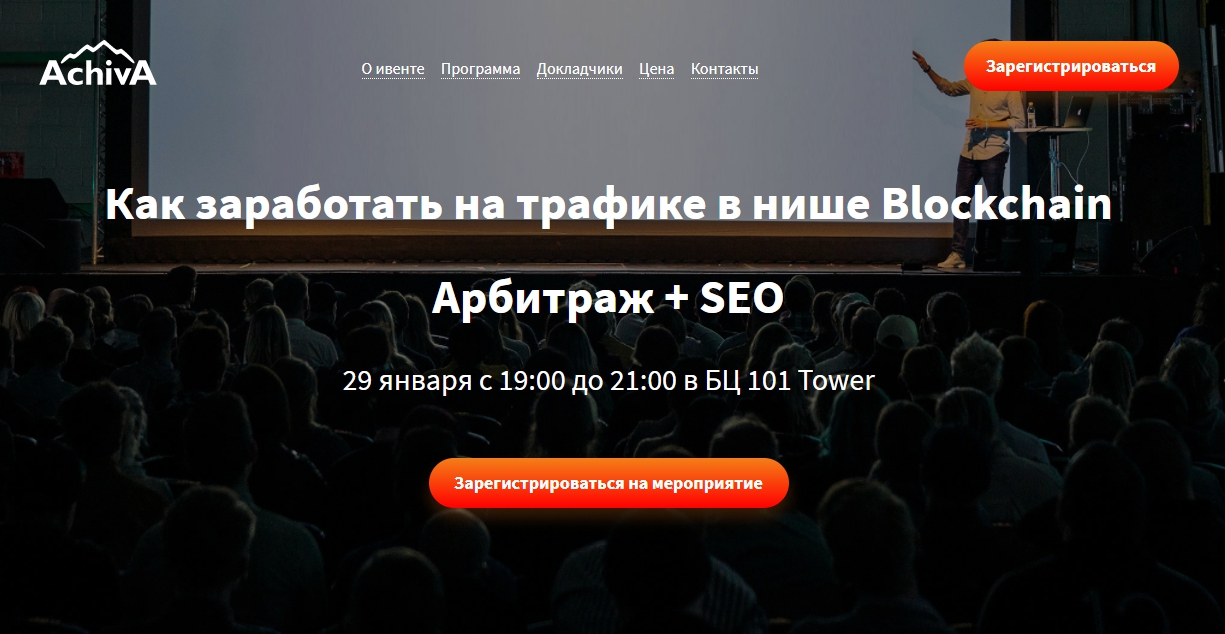 AchivA
О ивенте Программа Докладчики Цена Контакты
Зарегистрироваться
Как заработать на трафике в нише Blockchain
Арбитраж + SEO
29 января с 19:00 до 21:00 в БЦ 101 Tower
Зарегистрироваться на мероприятие